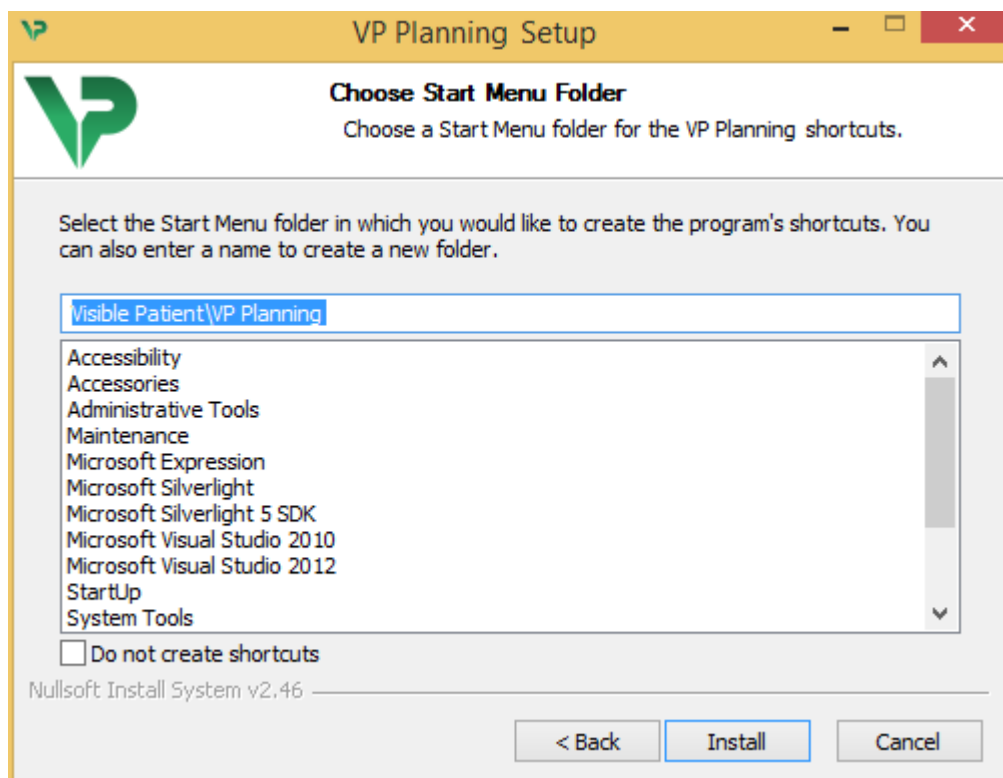 VP Planning Setup
VP
Choose Start Menu Folder
Choose a Start Menu folder for the VP Planning shortcuts.
Select the Start Menu folder in which you would like to create the program's shortcuts. You
can also enter a name to create a new folder.
Visible Patient\VP Planning
Accessibility
Accessories
Administrative Tools
Maintenance
Microsoft Expression
Microsoft Silverlight
Microsoft Silverlight 5 SDK
Microsoft Visual Studio 2010
Microsoft Visual Studio 2012
StartUp
System Tools
Do not create shortcuts
Nullsoft Install System v2.46
< Back Install Cancel